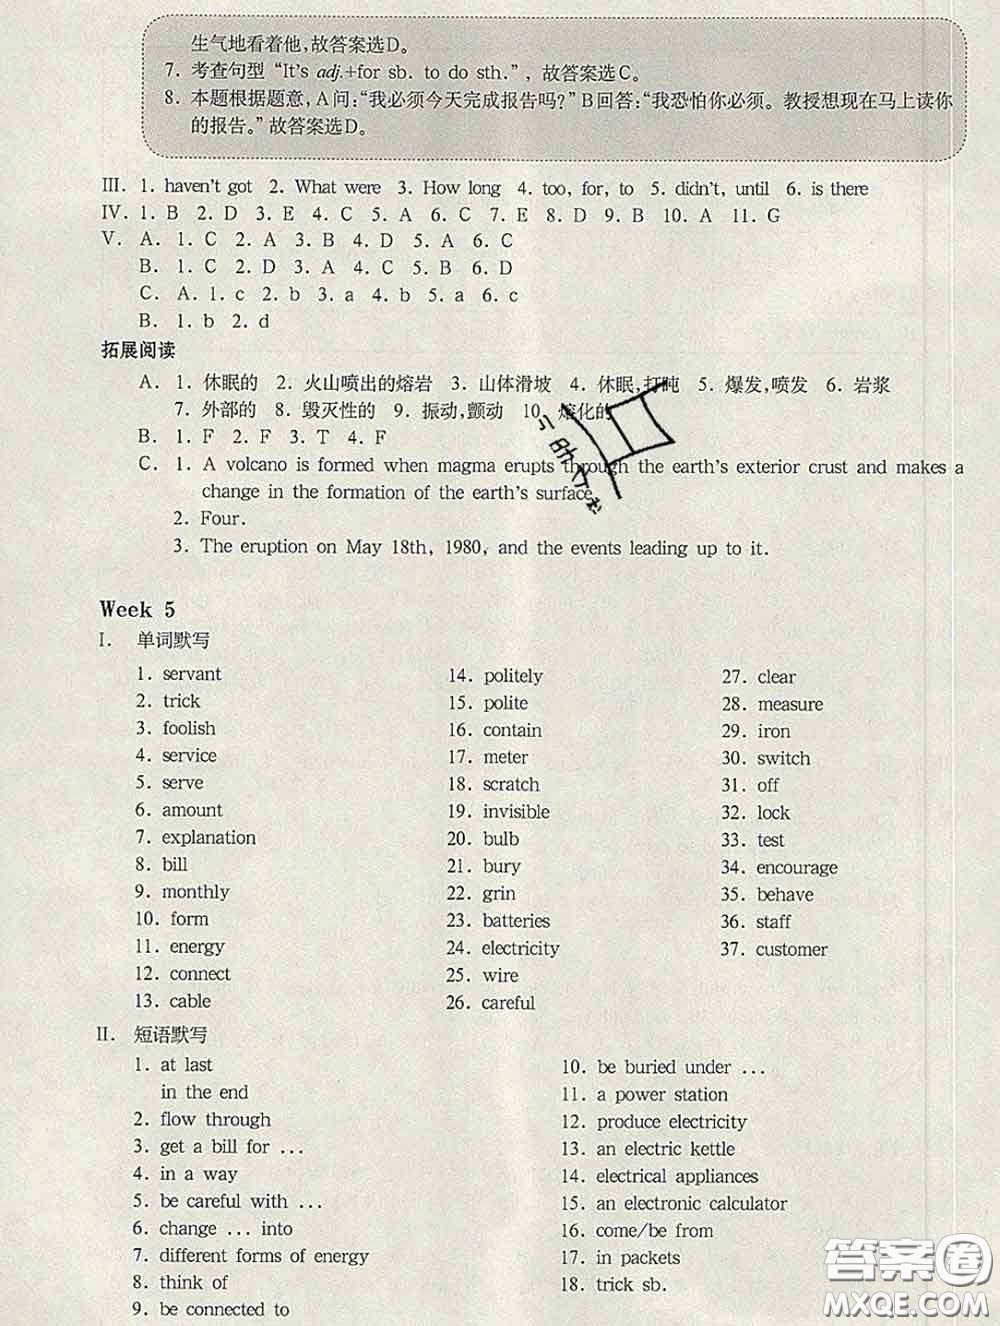 生气地看着他,故答案选D。
7. 考查句型 “It's adj.+for sb. to do sth.”, 故答案选C。
8. 本题根据题意,A问:“我必须今天完成报告吗?”B回答:“我恐怕你必须。教授想现在马上读你
的报告。”故答案选D。
III. 1. haven't got 2. What were 3. How long 4. too, for, to 5. didn't, until 6. is there
IV. 1. B 2. D 3. E 4. C 5. A 6. C 7. E 8. D 9. B 10. A 11. G
V. A. 1. C 2. A 3. B 4. D 5. A 6. C
B. 1. C 2. D 3. A 4. C 5. B 6. D
C. A. 1. c 2. b 3. a 4. b 5. a 6. c
B. 1. b 2. d
拓展阅读
A. 1. 休眠的 2. 火山喷出的熔岩 3. 山体滑坡 4. 休眠,打盹 5. 爆发,喷发 6. 岩浆
7. 外部的 8. 毁灭性的 9. 振动,颤动 10. 熔化的
B. 1. F 2. F 3. T 4. F
C. 1. A volcano is formed when magma erupts through the earth's exterior crust and makes a
change in the formation of the earth's surface.
2. Four.
3. The eruption on May 18th, 1980, and the events leading up to it.
Week 5
I. 单词默写
1. servant
2. trick
3. foolish
4. service
5. serve
6. amount
7. explanation
8. bill
9. monthly
10. form
11. energy
12. connect
13. cable
14. politely
15. polite
16. contain
17. meter
18. scratch
19. invisible
20. bulb
21. bury
22. grin
23. batteries
24. electricity
25. wire
26. careful
27. clear
28. measure
29. iron
30. switch
31. off
32. lock
33. test
34. encourage
35. behave
36. staff
37. customer
II. 短语默写
1. at last
in the end
2. flow through
3. get a bill for ...
4. in a way
5. be careful with ...
6. change ... into
7. different forms of energy
8. think of
9. be connected to
10. be buried under ...
11. a power station
12. produce electricity
13. an electric kettle
14. electrical appliances
15. an electronic calculator
16. come/be from
17. in packets
18. trick sb.
答案圈
MXQE.COM